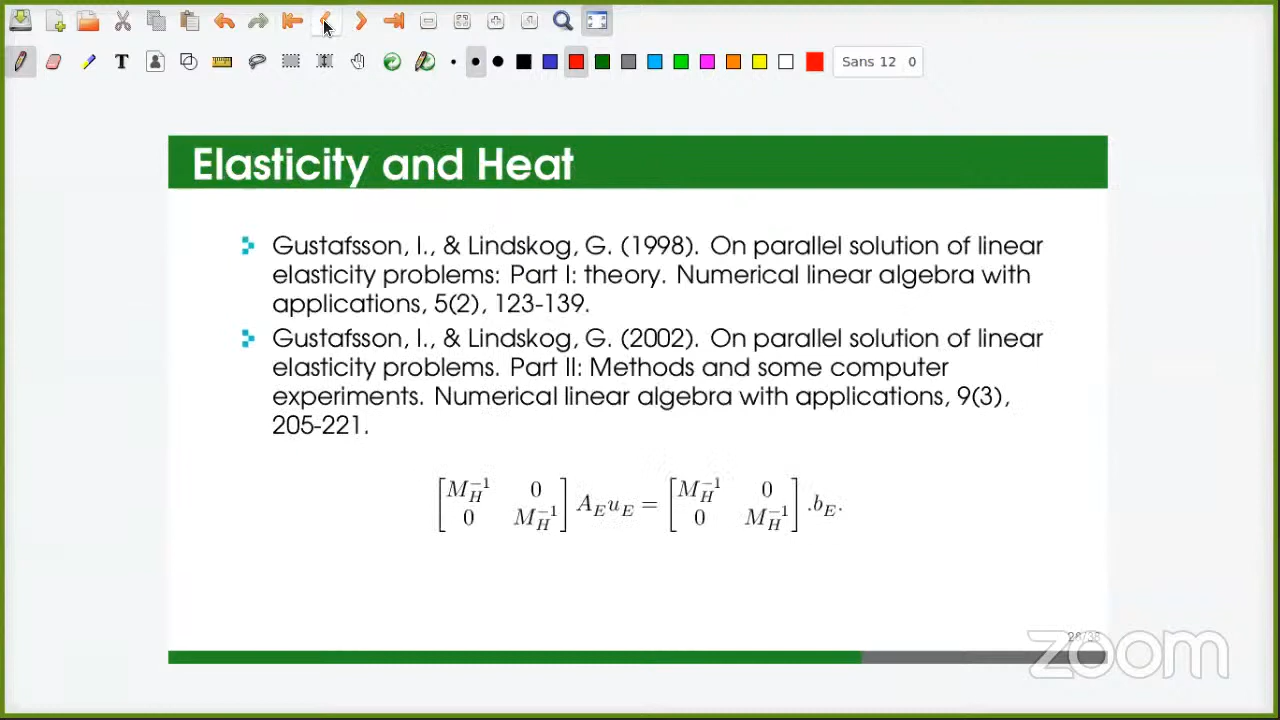 Sans 12 0
Elasticity and Heat
Gustafsson, I., & Lindskog, G. (1998). On parallel solution of linear
elasticity problems: Part I: theory. Numerical linear algebra with
applications, 5(2), 123-139.
Gustafsson, I., & Lindskog, G. (2002). On parallel solution of linear
elasticity problems. Part II: Methods and some computer
experiments. Numerical linear algebra with applications, 9(3),
205-221.
[M_H^{-1} 0; 0 M_H^{-1}] A_E u_E = [M_H^{-1} 0; 0 M_H^{-1}] .b_E.
zoom